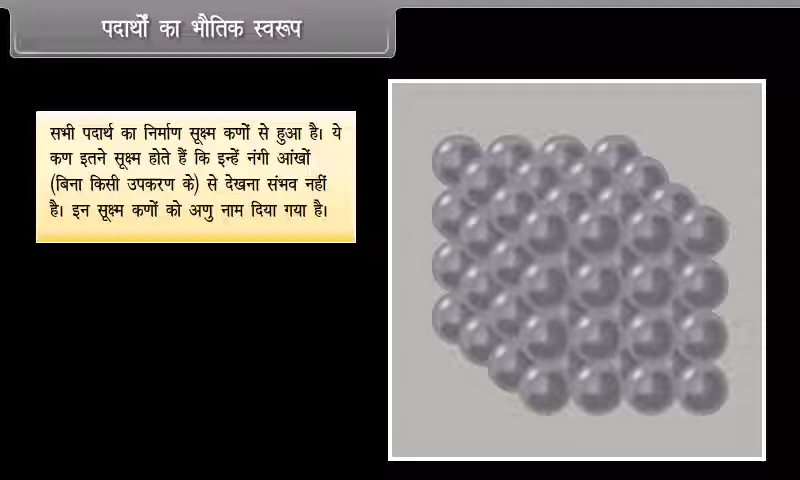 पदार्थों का भौतिक स्वरूप
सभी पदार्थ का निर्माण सूक्ष्म कणों से हुआ है। ये
कण इतने सूक्ष्म होते हैं कि इन्हें नंगी आंखों
(बिना किसी उपकरण के) से देखना संभव नहीं
है। इन सूक्ष्म कणों को अणु नाम दिया गया है।